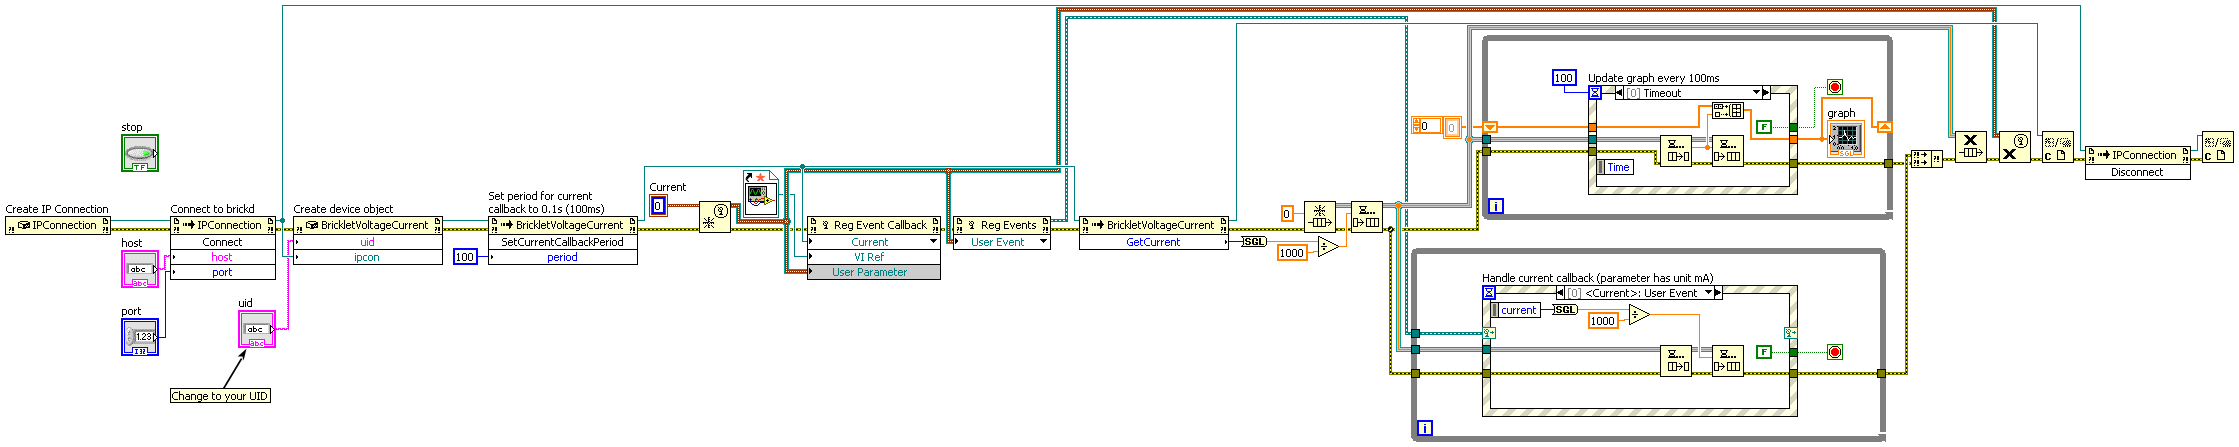 stop
TF
Create IP Connection
IPConnection
host
abc
abc
port
1.23
uid
abc
abc
Change to your UID
Connect to brickd
IPConnection
Connect
host
port
Create device object
BrickletVoltageCurrent
uid
ipcon
Set period for current
callback to 0.1s (100ms)
BrickletVoltageCurrent
SetCurrentCallbackPeriod
100
period
Current
0
Reg Event Callback
Current
VI Ref
User Parameter
Reg Events
User Event
BrickletVoltageCurrent
GetCurrent
SGL
0
1000
0
0
100
Update graph every 100ms
[0] Timeout
Time
F
graph
SGL
i
Handle current callback (parameter has unit mA)
[0] <Current>: User Event
current
SGL
1000
F
i
C
IPConnection
Disconnect
C